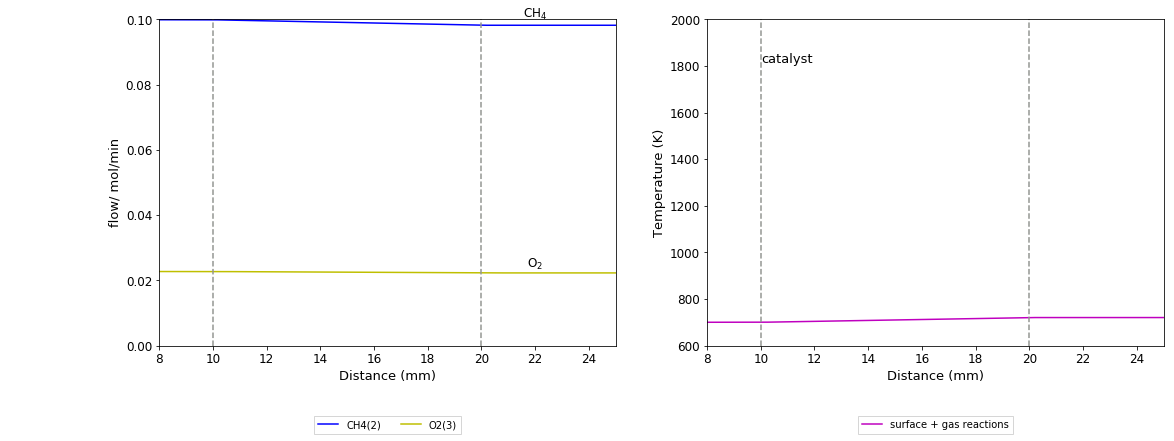 CH₄
0.10
0.08
0.06
0.04
0.02
0.00
flow/ mol/min
O₂
8 10 12 14 16 18 20 22 24
Distance (mm)
CH4(2) O2(3)
2000
1800
1600
1400
1200
1000
800
600
Temperature (K)
catalyst
8 10 12 14 16 18 20 22 24
Distance (mm)
surface + gas reactions